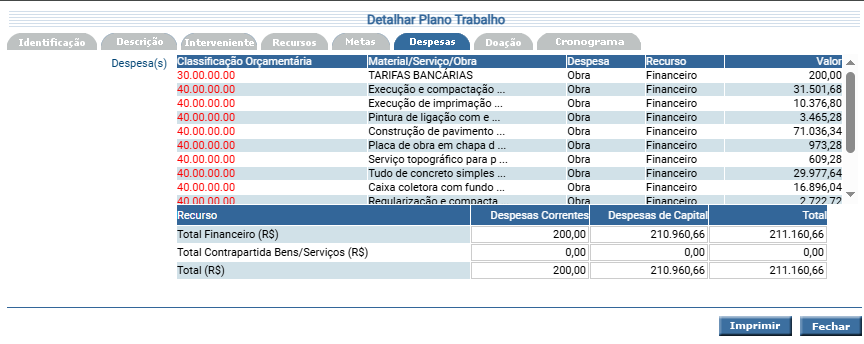 Detalhar Plano Trabalho
Identificação Descrição Interveniente Recursos Metas Despesas Doação Cronograma
Despesa(s) Classificação Orçamentária Material/Serviço/Obra Despesa Recurso Valor
30.00.00.00 TARIFAS BANCÁRIAS Obra Financeiro 200,00
40.00.00.00 Execução e compactação ... Obra Financeiro 31.501,68
40.00.00.00 Execução de imprimação ... Obra Financeiro 10.376,80
40.00.00.00 Pintura de ligação com e ... Obra Financeiro 3.465,28
40.00.00.00 Construção de pavimento ... Obra Financeiro 71.036,34
40.00.00.00 Placa de obra em chapa d ... Obra Financeiro 973,28
40.00.00.00 Serviço topográfico para p ... Obra Financeiro 609,28
40.00.00.00 Tudo de concreto simples ... Obra Financeiro 29.977,64
40.00.00.00 Caixa coletora com fundo ... Obra Financeiro 16.896,04
40.00.00.00 Regularização e compacta Obra Financeiro 2.722,72
Recurso Despesas Correntes Despesas de Capital Total
Total Financeiro (R$) 200,00 210.960,66 211.160,66
Total Contrapartida Bens/Serviços (R$) 0,00 0,00 0,00
Total (R$) 200,00 210.960,66 211.160,66
Imprimir Fechar